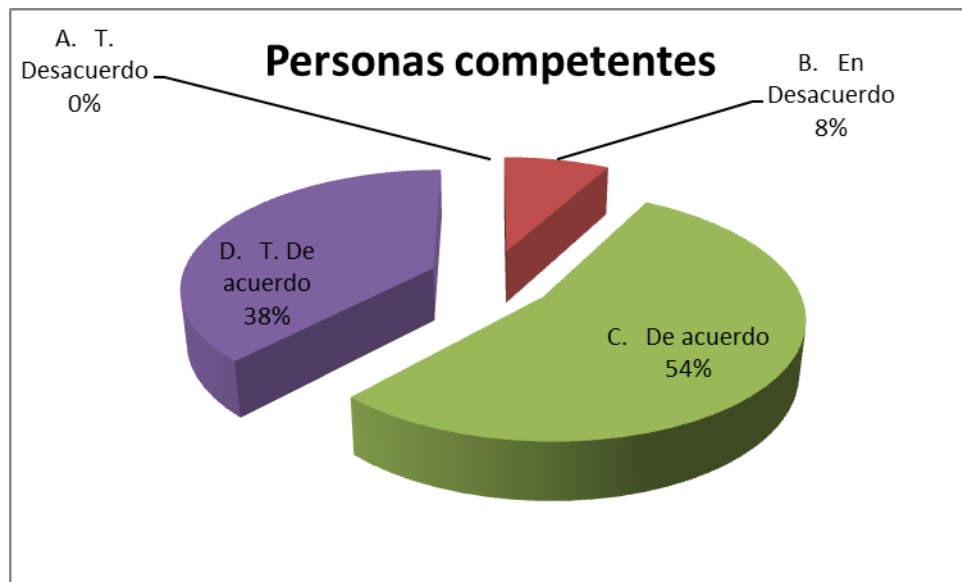 Personas competentes
A. T.
Desacuerdo
0%
B. En
Desacuerdo
8%
D. T. De
acuerdo
38%
C. De acuerdo
54%